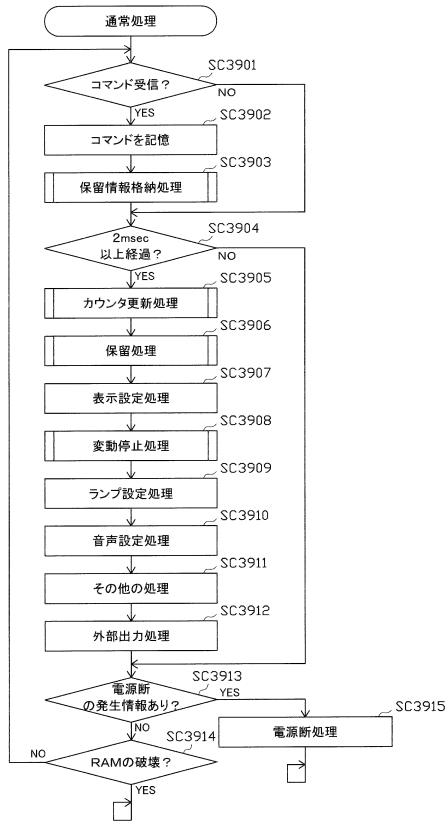 通常処理
SC3901
コマンド受信？
NO
YES
SC3902
コマンドを記憶
SC3903
保留情報格納処理
SC3904
2msec
以上経過？
NO
YES
SC3905
カウンタ更新処理
SC3906
保留処理
SC3907
表示設定処理
SC3908
変動停止処理
SC3909
ランプ設定処理
SC3910
音声設定処理
SC3911
その他の処理
SC3912
外部出力処理
SC3913
電源断
の発生情報あり？
YES
NO
SC3915
電源断処理
SC3914
NO
RAMの破壊？
YES